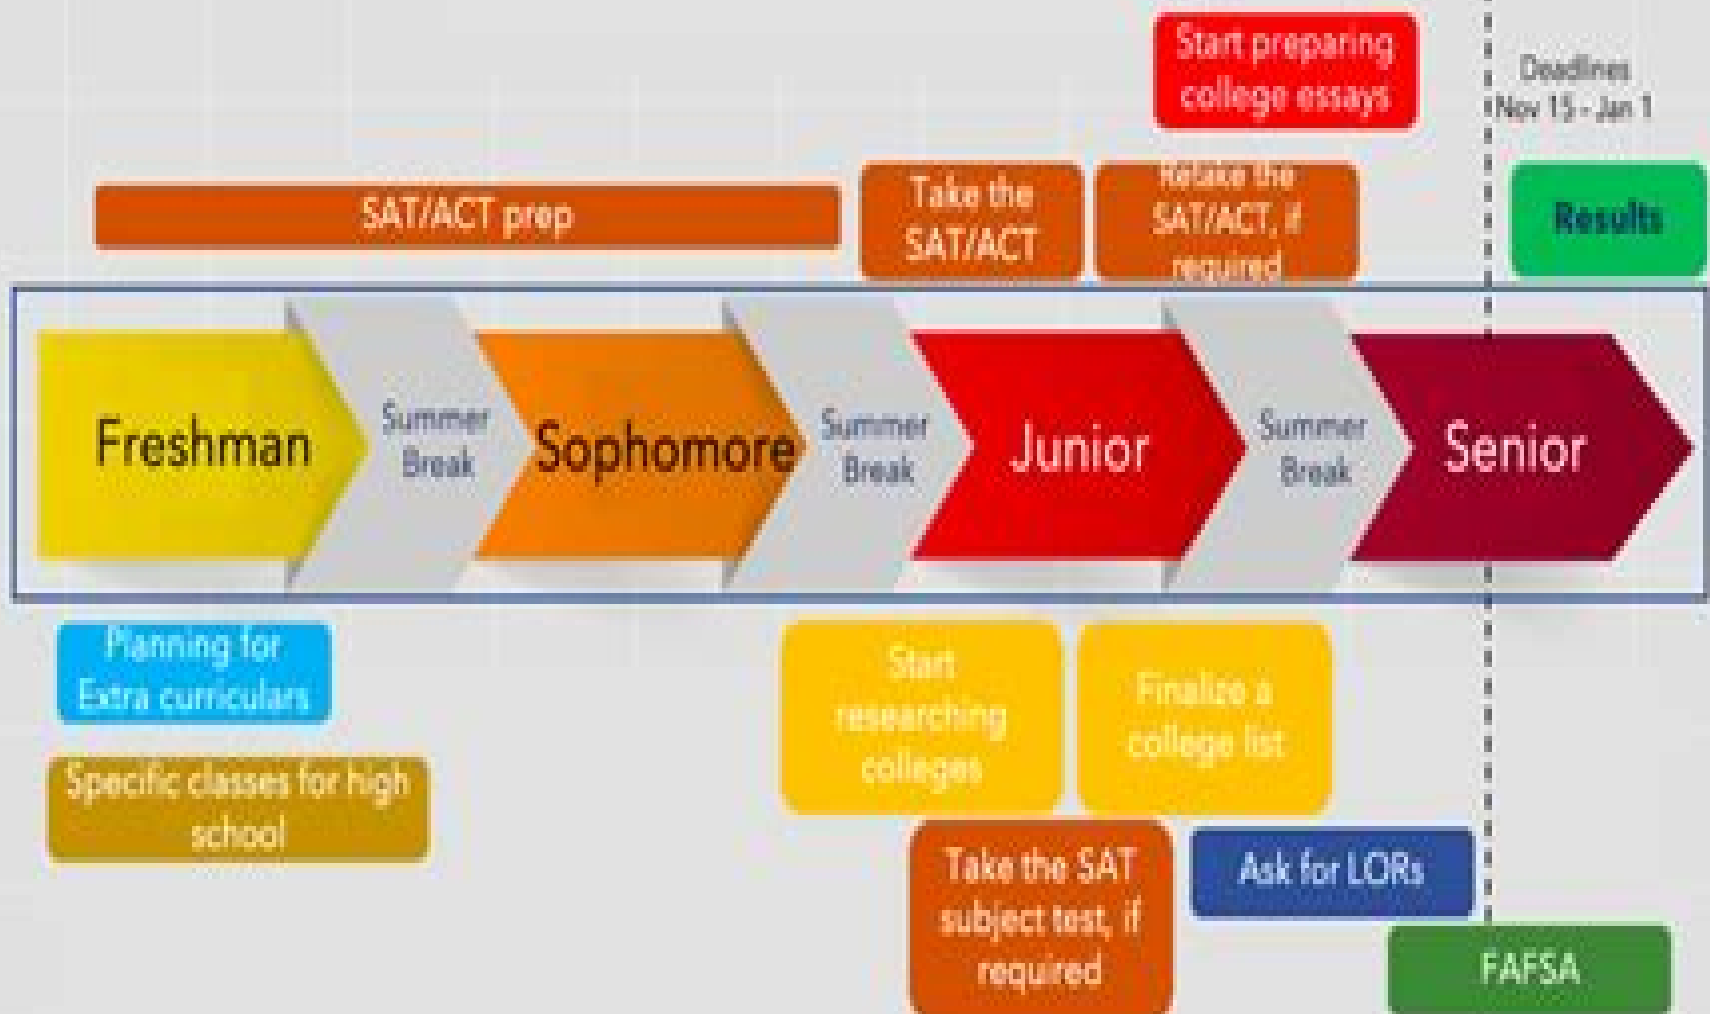 Start preparing
college essays
Deadlines
Nov 15 - Jan 1
SAT/ACT prep
Take the
SAT/ACT
Retake the
SAT/ACT, if
required
Results
Freshman
Summer
Break
Sophomore
Summer
Break
Junior
Summer
Break
Senior
Planning for
Extra curriculars
Specific classes for high
school
Start
researching
colleges
Finalize a
college list
Take the SAT
subject test, if
required
Ask for LORs
FAFSA